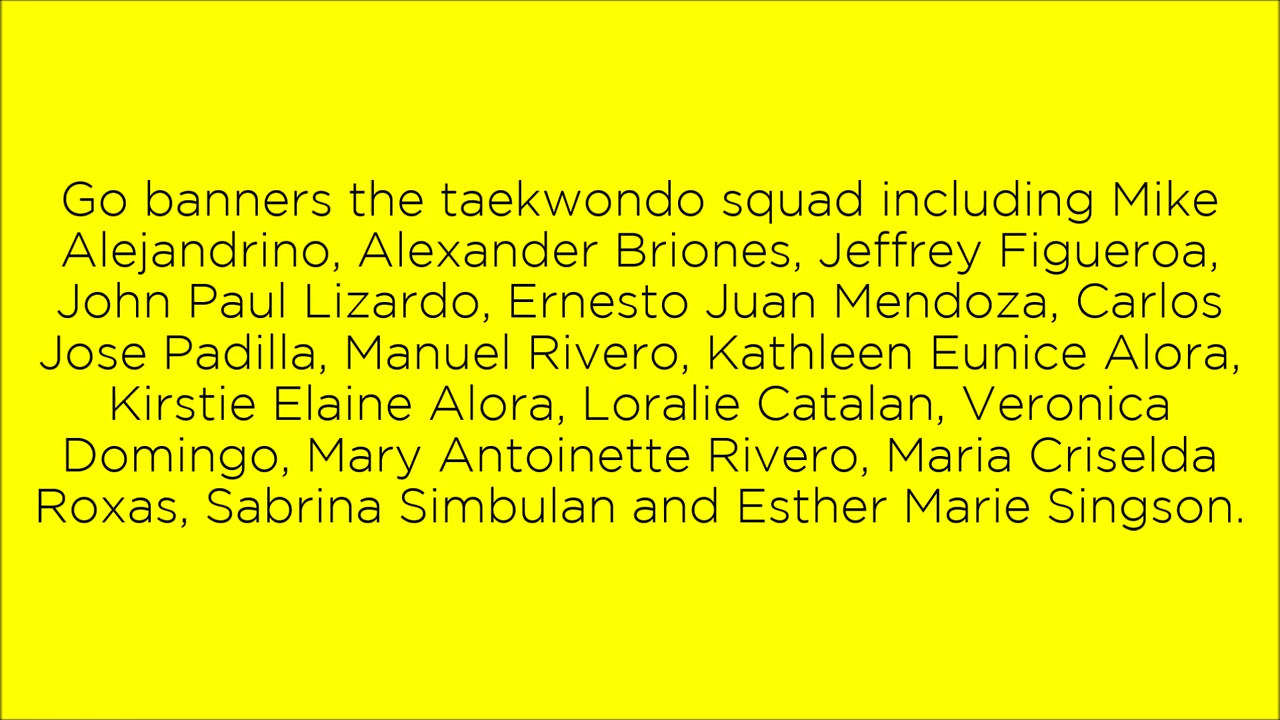 Go banners the taekwondo squad including Mike
Alejandrino, Alexander Briones, Jeffrey Figueroa,
John Paul Lizardo, Ernesto Juan Mendoza, Carlos
Jose Padilla, Manuel Rivero, Kathleen Eunice Alora,
Kirstie Elaine Alora, Loralie Catalan, Veronica
Domingo, Mary Antoinette Rivero, Maria Criselda
Roxas, Sabrina Simbulan and Esther Marie Singson.